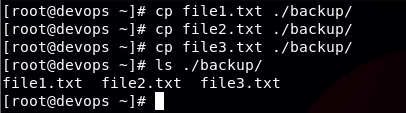 [root@devops ~]# cp file1.txt ./backup/
[root@devops ~]# cp file2.txt ./backup/
[root@devops ~]# cp file3.txt ./backup/
[root@devops ~]# ls ./backup/
file1.txt  file2.txt  file3.txt
[root@devops ~]#